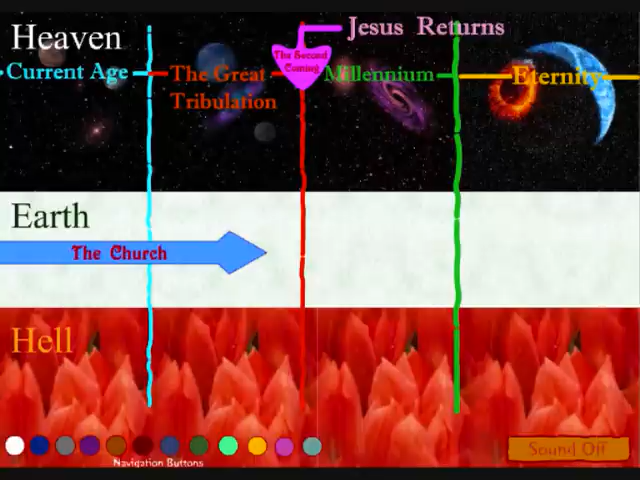 Heaven
Jesus Returns
Current Age
The Great
Tribulation
The Second
Coming
Millennium
Eternity
Earth
The Church
Hell
Navigation Buttons
Sound Off